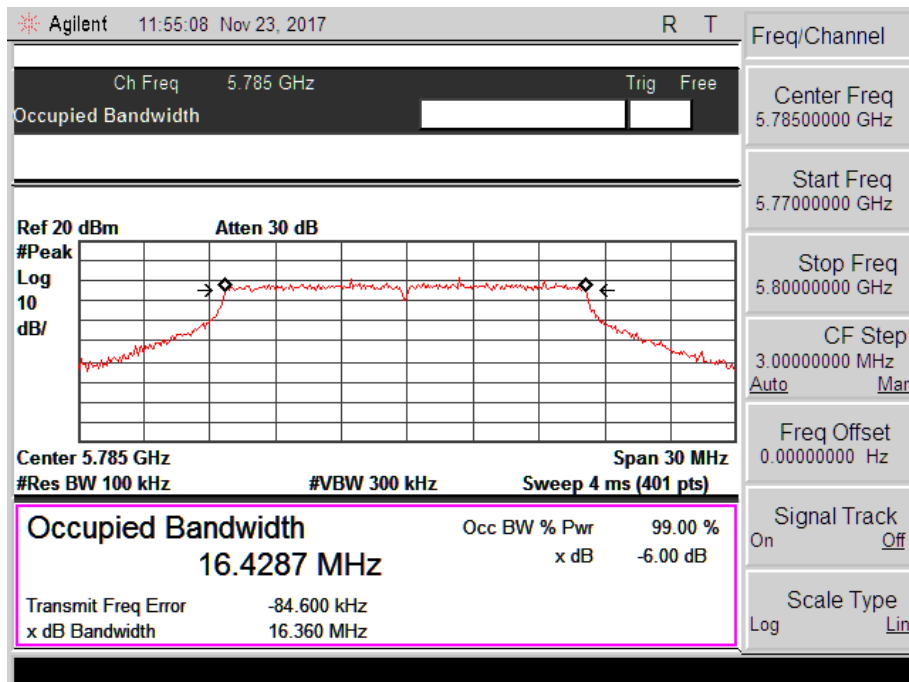 Agilent 11:55:08 Nov 23, 2017 R T
Ch Freq 5.785 GHz Trig Free
Occupied Bandwidth
Ref 20 dBm Atten 30 dB
#Peak
Log
10
dB/
Center 5.785 GHz Span 30 MHz
#Res BW 100 kHz #VBW 300 kHz Sweep 4 ms (401 pts)
Occupied Bandwidth Occ BW % Pwr 99.00 %
16.4287 MHz x dB -6.00 dB
Transmit Freq Error -84.600 kHz
x dB Bandwidth 16.360 MHz
Freq/Channel
Center Freq
5.78500000 GHz
Start Freq
5.77000000 GHz
Stop Freq
5.80000000 GHz
CF Step
3.00000000 MHz
Auto Mar
Freq Offset
0.00000000 Hz
Signal Track
On Off
Scale Type
Log Lin